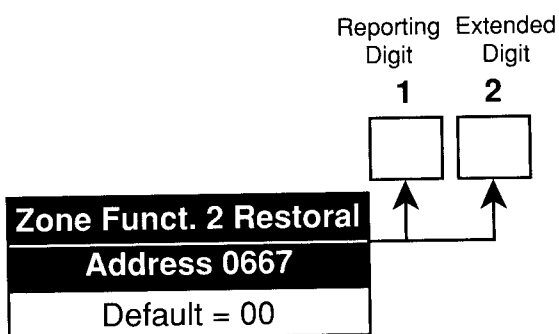 Reporting Extended
Digit Digit
1 2
Zone Funct. 2 Restoral
Address 0667
Default = 00